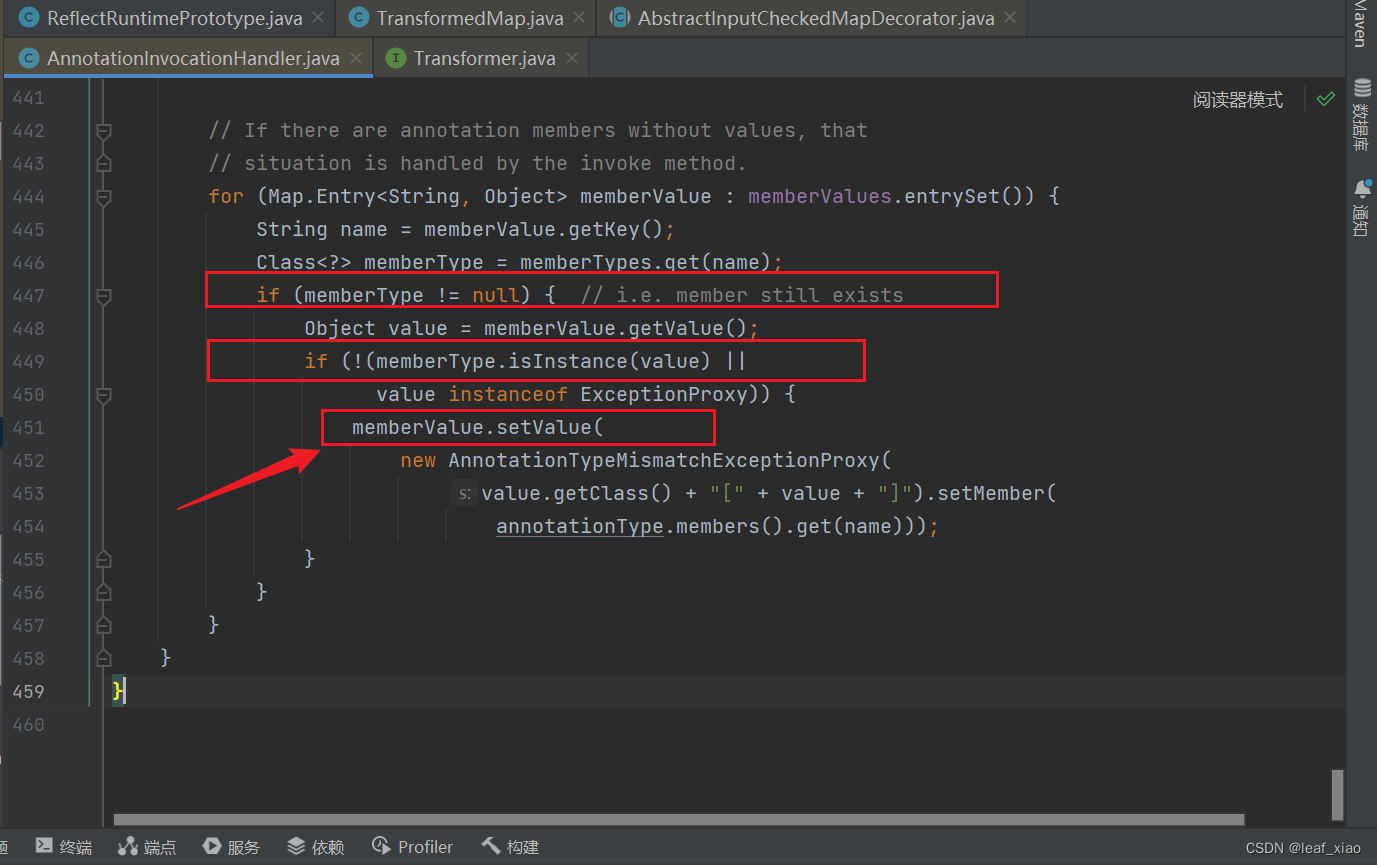 ReflectRuntimePrototype.java TransformedMap.java AbstractInputCheckedMapDecorator.java
AnnotationInvocationHandler.java Transformer.java
Maven
数据库
通知
阅读器模式
441
442 // If there are annotation members without values, that
443 // situation is handled by the invoke method.
444 for (Map.Entry<String, Object> memberValue : memberValues.entrySet()) {
445 String name = memberValue.getKey();
446 Class<?> memberType = memberTypes.get(name);
447 if (memberType != null) { // i.e. member still exists
448 Object value = memberValue.getValue();
449 if (!(memberType.isInstance(value) ||
450 value instanceof ExceptionProxy)) {
451 memberValue.setValue(
452 new AnnotationTypeMismatchExceptionProxy(
453 s: value.getClass() + "[" + value + "]").setMember(
454 annotationType.members().get(name)));
455 }
456 }
457 }
458 }
459 }
460
终端 端点 服务 依赖 Profiler 构建
CSDN @leaf_xiao